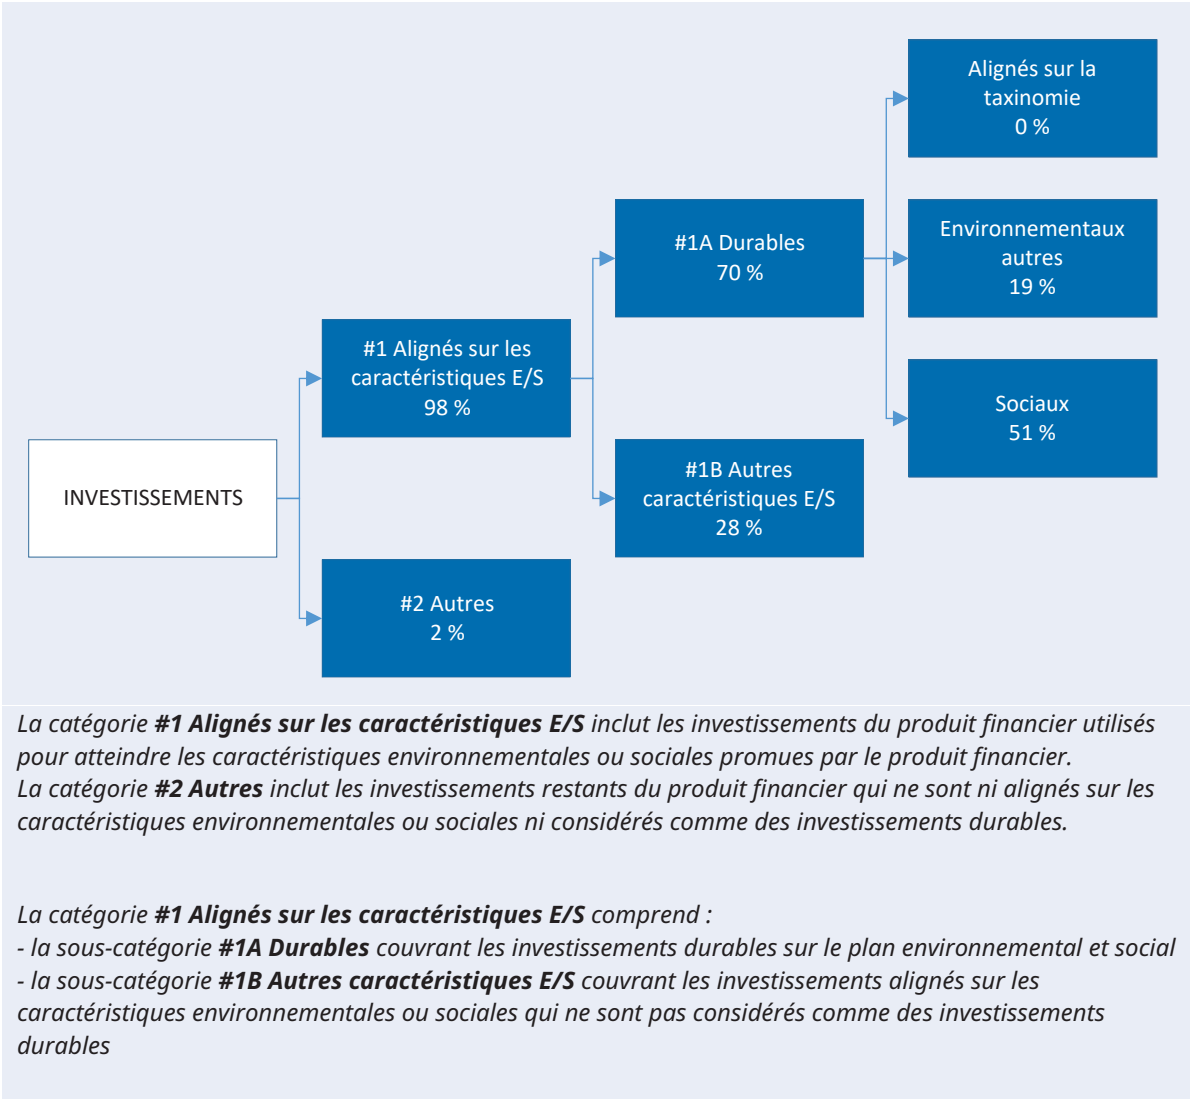 Alignés sur la
taxinomie
0 %
#1A Durables
70 %
Environnementaux
autres
19 %
#1 Alignés sur les
caractéristiques E/S
98 %
Sociaux
51 %
INVESTISSEMENTS
#1B Autres
caractéristiques E/S
28 %
#2 Autres
2 %
La catégorie #1 Alignés sur les caractéristiques E/S inclut les investissements du produit financier utilisés
pour atteindre les caractéristiques environnementales ou sociales promues par le produit financier.
La catégorie #2 Autres inclut les investissements restants du produit financier qui ne sont ni alignés sur les
caractéristiques environnementales ou sociales ni considérés comme des investissements durables.
La catégorie #1 Alignés sur les caractéristiques E/S comprend :
- la sous-catégorie #1A Durables couvrant les investissements durables sur le plan environnemental et social
- la sous-catégorie #1B Autres caractéristiques E/S couvrant les investissements alignés sur les
caractéristiques environnementales ou sociales qui ne sont pas considérés comme des investissements
durables